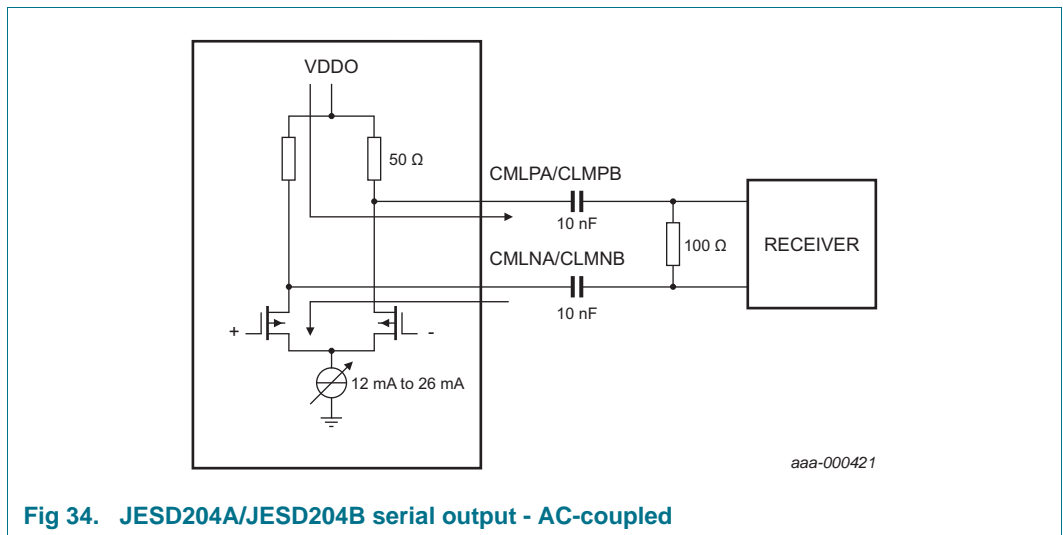 VDDO
50 Ω
CMLPA/CLMPB
10 nF
100 Ω
RECEIVER
CMLNA/CLMNB
10 nF
+
-
12 mA to 26 mA
aaa-000421
Fig 34. JESD204A/JESD204B serial output - AC-coupled